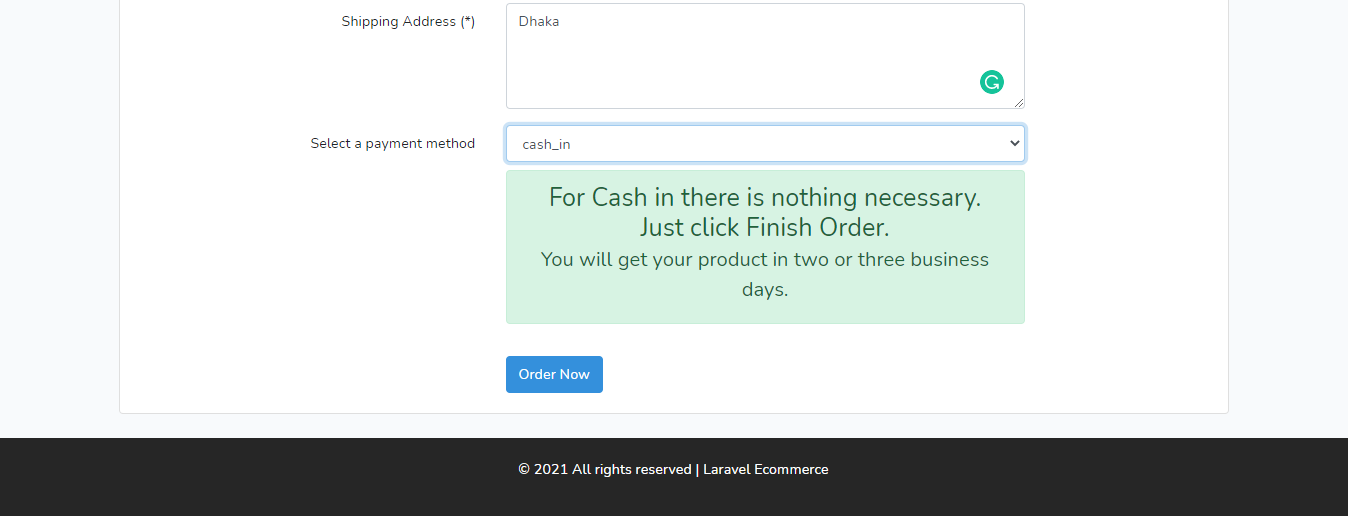 Shipping Address (*)
Dhaka
Select a payment method
cash_in
For Cash in there is nothing necessary.
Just click Finish Order.
You will get your product in two or three business
days.
Order Now
© 2021 All rights reserved | Laravel Ecommerce